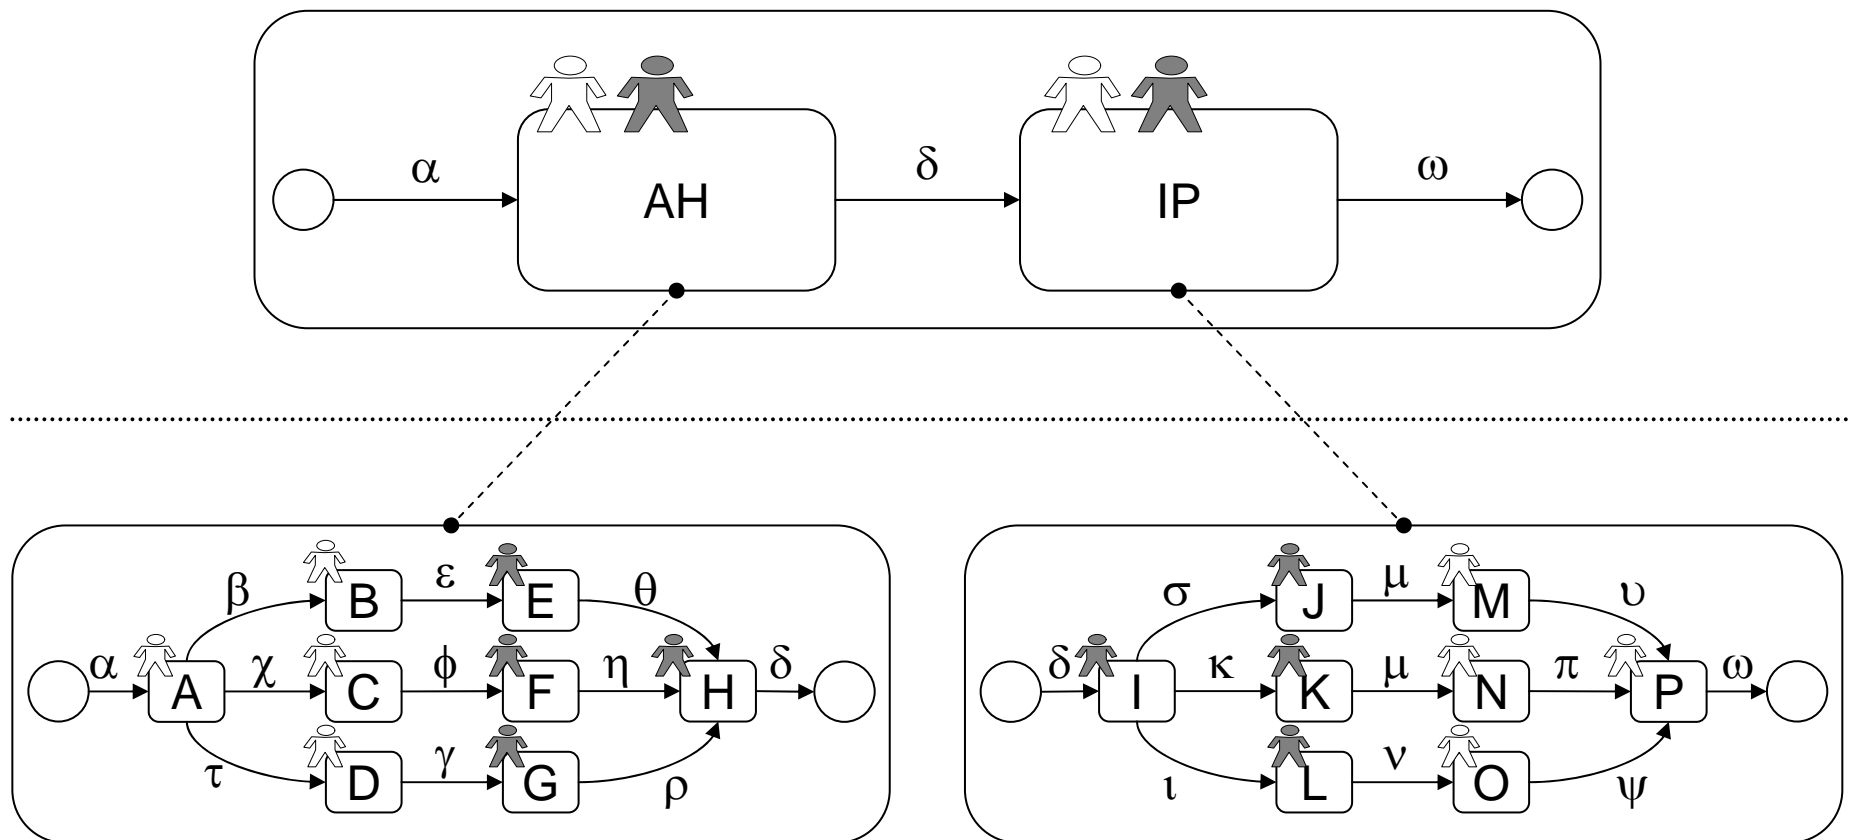 α AH δ IP ω
β B ε E θ
α A χ C φ F η H δ
τ D γ G ρ
σ J μ M υ
δ I κ K μ N π P ω
ι L ν O ψ